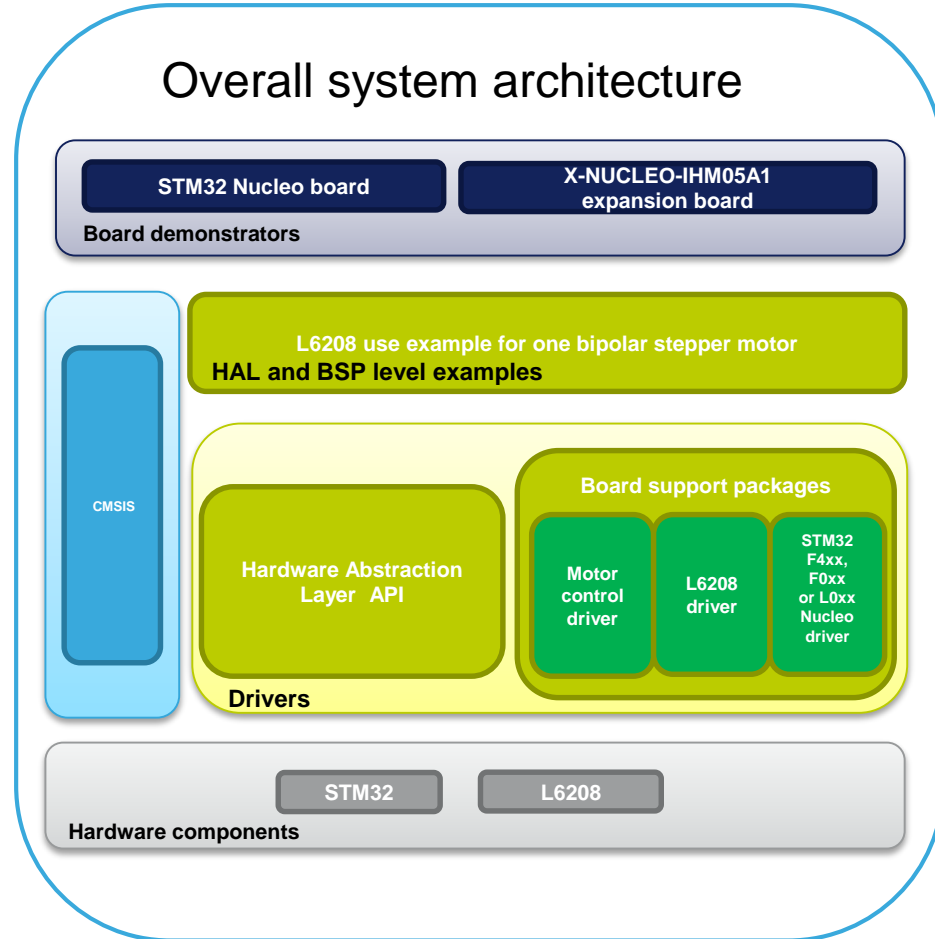 Overall system architecture
STM32 Nucleo board
X-NUCLEO-IHM05A1
expansion board
Board demonstrators
L6208 use example for one bipolar stepper motor
HAL and BSP level examples
CMSIS
Hardware Abstraction
Layer API
Board support packages
Motor
control
driver
L6208
driver
STM32
F4xx,
F0xx
or L0xx
Nucleo
driver
Drivers
STM32
L6208
Hardware components